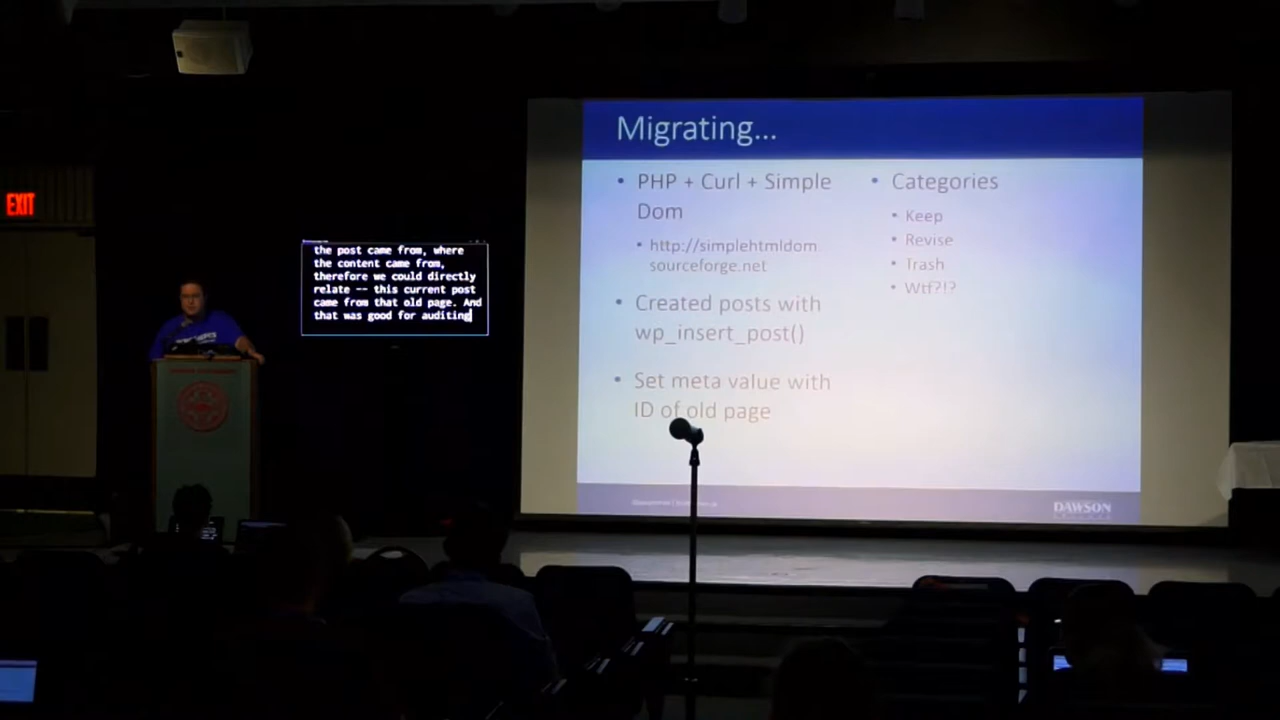 EXIT
the post came from, where
the content came from,
therefore we could directly
relate -- this current post
came from that old page. And
that was good for auditing
Migrating...
• PHP + Curl + Simple
Dom
• http://simplehtmldom
sourceforge.net
• Created posts with
wp_insert_post()
• Set meta value with
ID of old page
• Categories
• Keep
• Revise
• Trash
• Wtf?!?
DAWSON